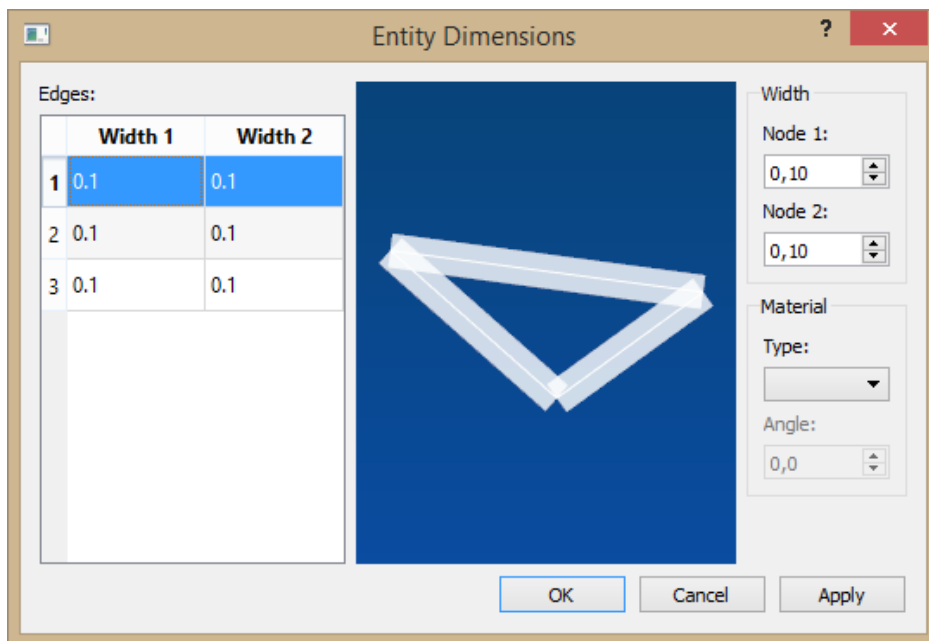 Entity Dimensions
?
Edges:
Width 1 Width 2
1 0.1 0.1
2 0.1 0.1
3 0.1 0.1
Width
Node 1:
0,10
Node 2:
0,10
Material
Type:
Angle:
0,0
OK Cancel Apply